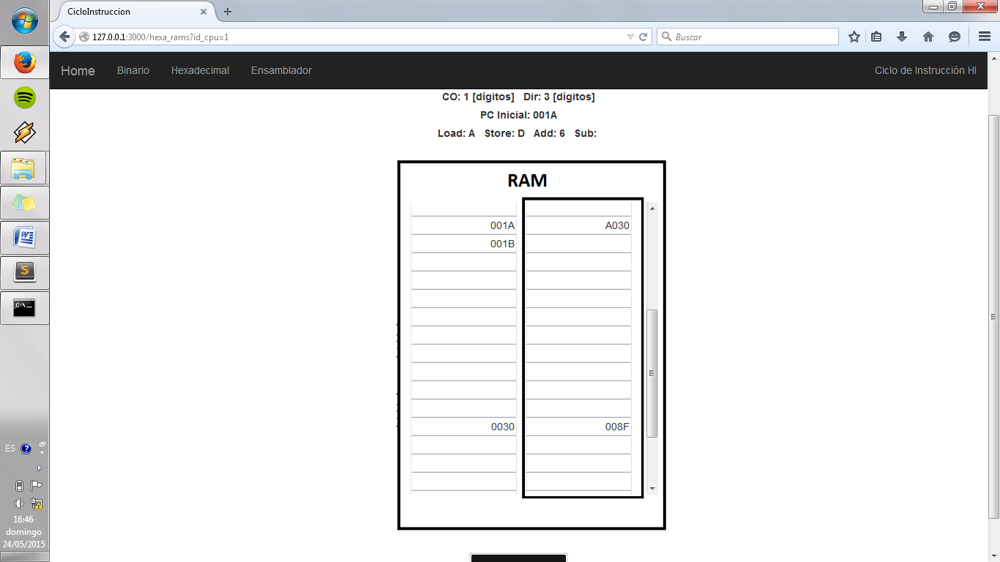 CicloInstruccion
127.0.0.1:3000/hexa_rams?id_cpu=1
Buscar
Home Binario Hexadecimal Ensamblador Ciclo de Instrucción HI
CO: 1 [dígitos] Dir: 3 [dígitos]
PC Inicial: 001A
Load: A Store: D Add: 6 Sub:
RAM
001A A030
001B
0030 008F
ES
16:46
domingo
24/05/2015